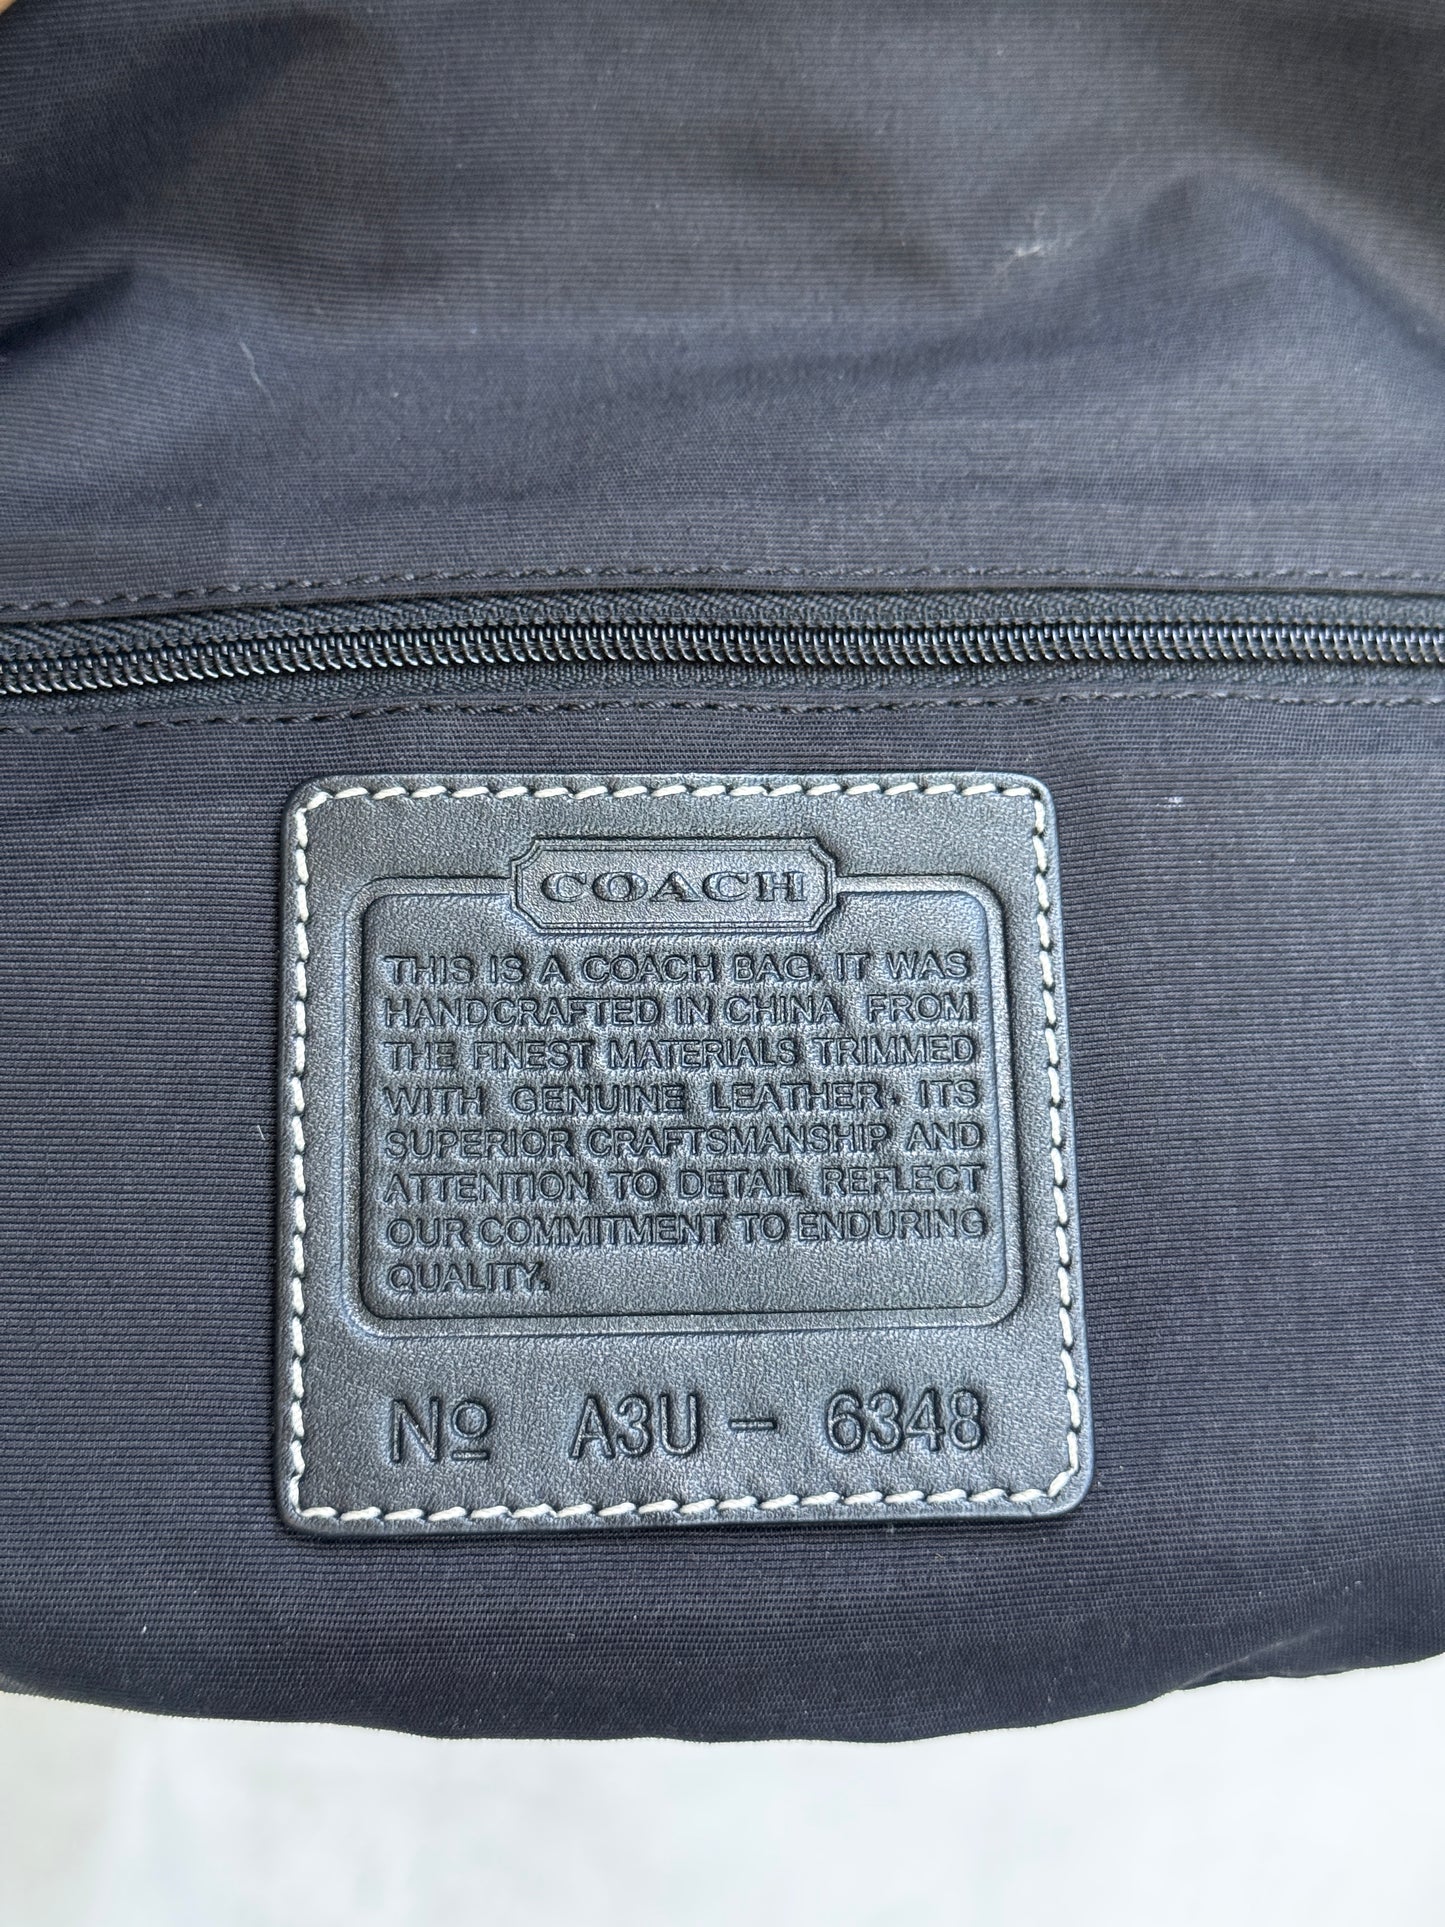 COACH
THIS IS A COACH BAG. IT WAS
HANDCRAFTED IN CHINA FROM
THE FINEST MATERIALS TRIMMED
WITH GENUINE LEATHER. ITS
SUPERIOR CRAFTSMANSHIP AND
ATTENTION TO DETAIL REFLECT
OUR COMMITMENT TO ENDURING
QUALITY.
Nº A3U - 6348